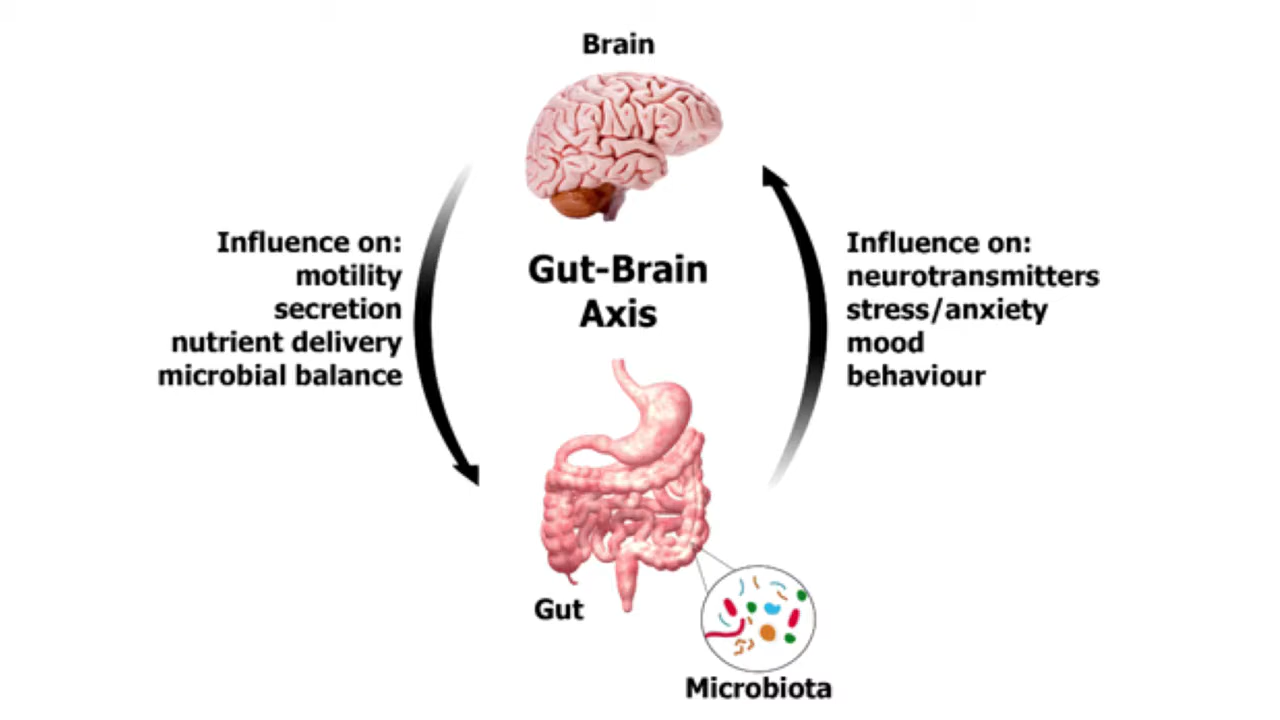 Brain
Influence on:
motility
secretion
nutrient delivery
microbial balance
Gut-Brain
Axis
Influence on:
neurotransmitters
stress/anxiety
mood
behaviour
Gut
Microbiota